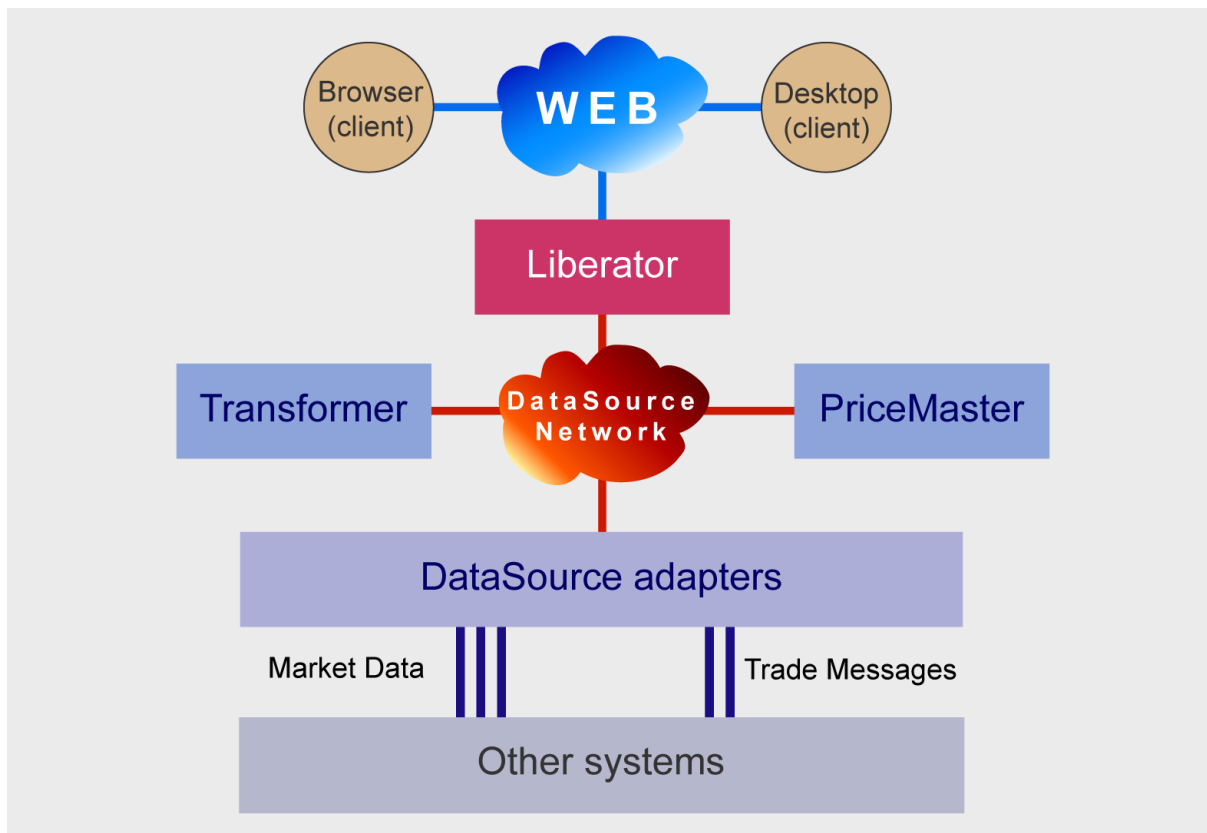 Browser
(client)
WEB
Desktop
(client)
Liberator
Transformer
DataSource
Network
PriceMaster
DataSource adapters
Market Data
Trade Messages
Other systems